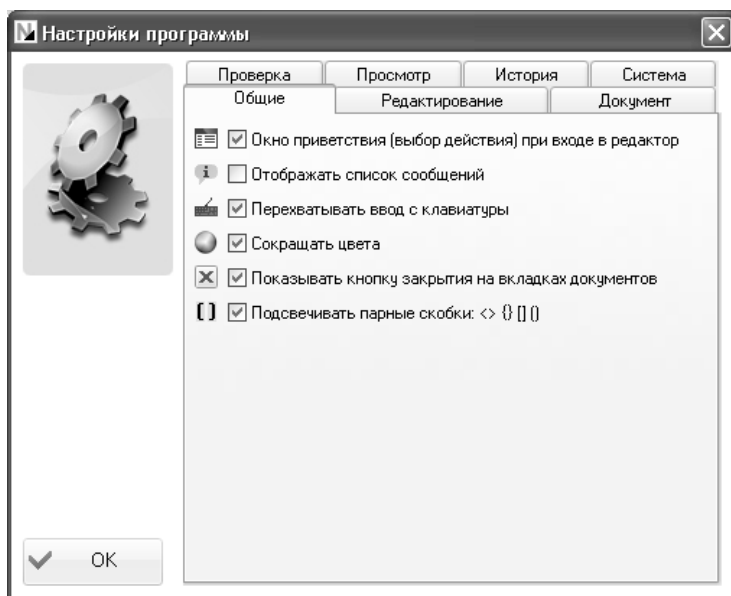 Настройки программы
Проверка Просмотр История Система
Общие Редактирование Документ
Окно приветствия (выбор действия) при входе в редактор
Отображать список сообщений
Перехватывать ввод с клавиатуры
Сокращать цвета
Показывать кнопку закрытия на вкладках документов
Подсвечивать парные скобки: <> {} [] ()
OK